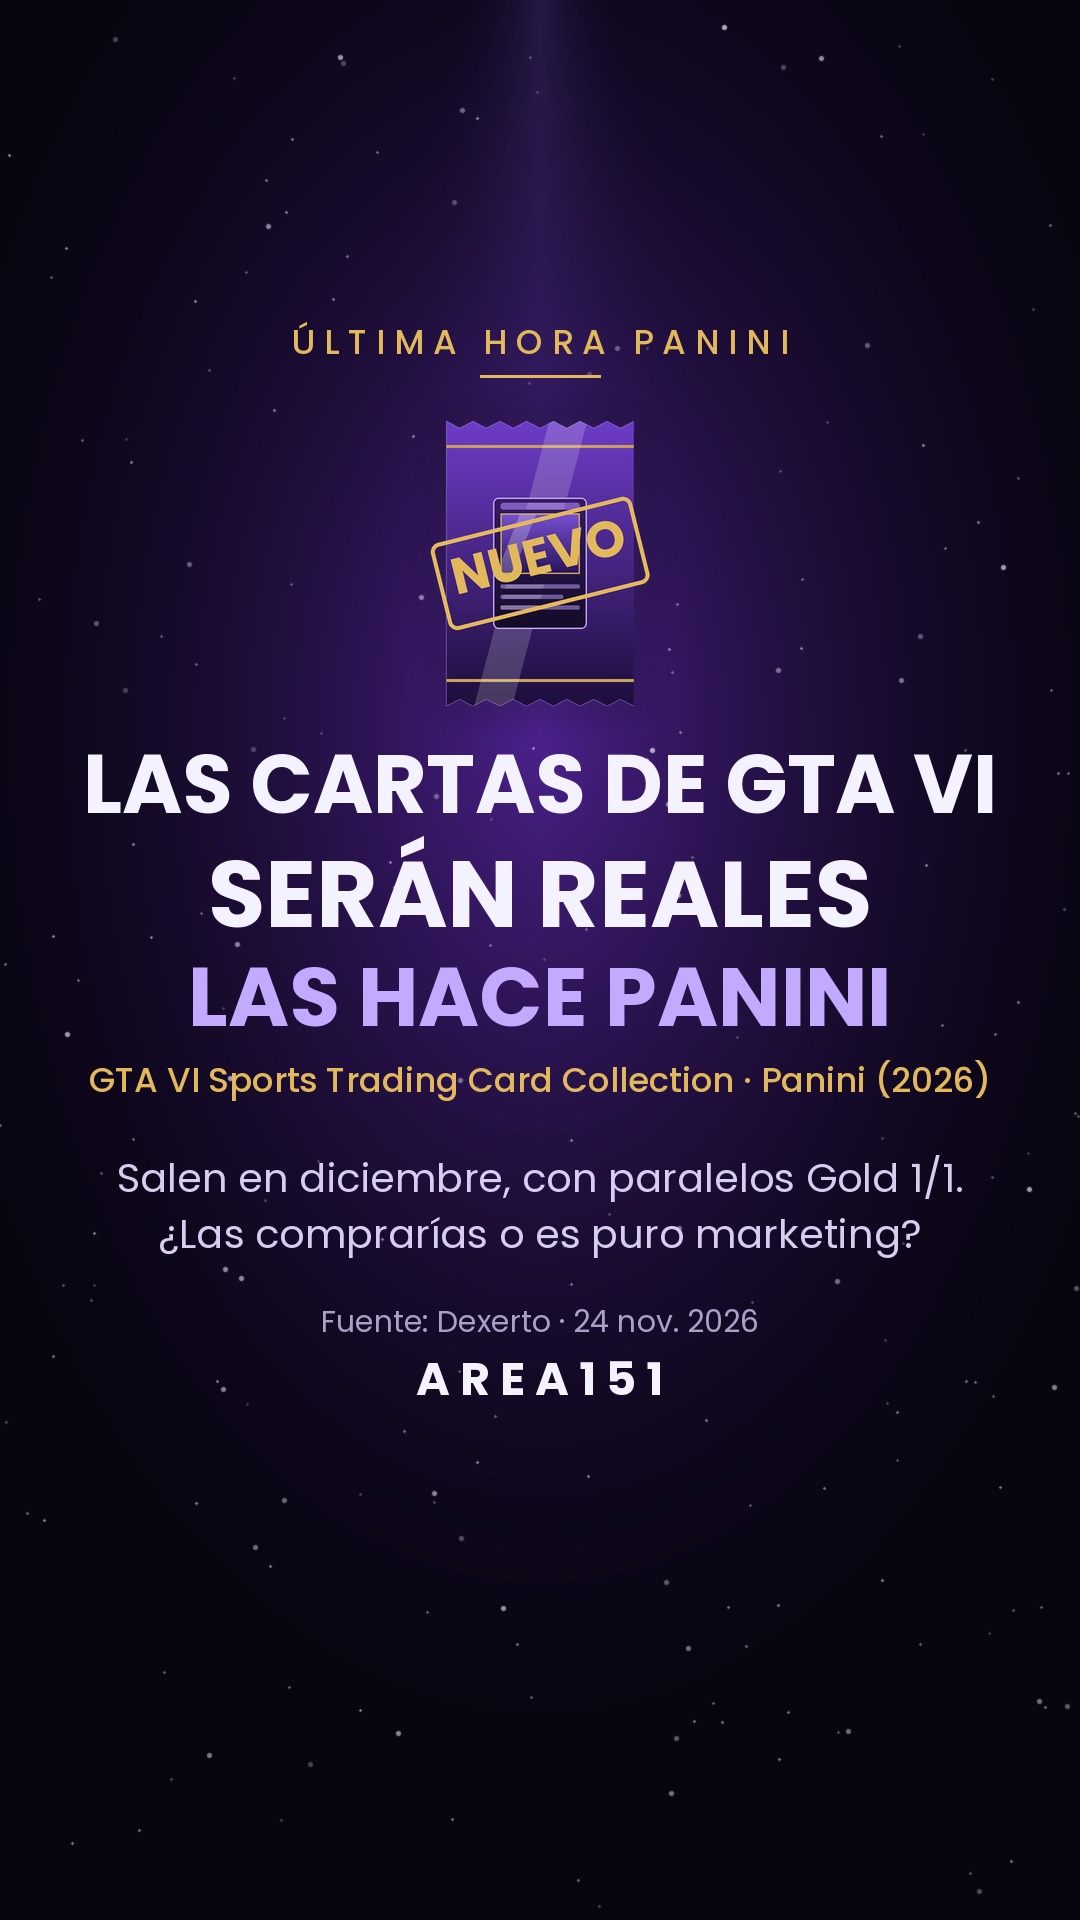 ÚLTIMA HORA PANINI
NUEVO
LAS CARTAS DE GTA VI
SERÁN REALES
LAS HACE PANINI
GTA VI Sports Trading Card Collection · Panini (2026)
Salen en diciembre, con paralelos Gold 1/1.
¿Las comprarías o es puro marketing?
Fuente: Dexerto · 24 nov. 2026
AREA151